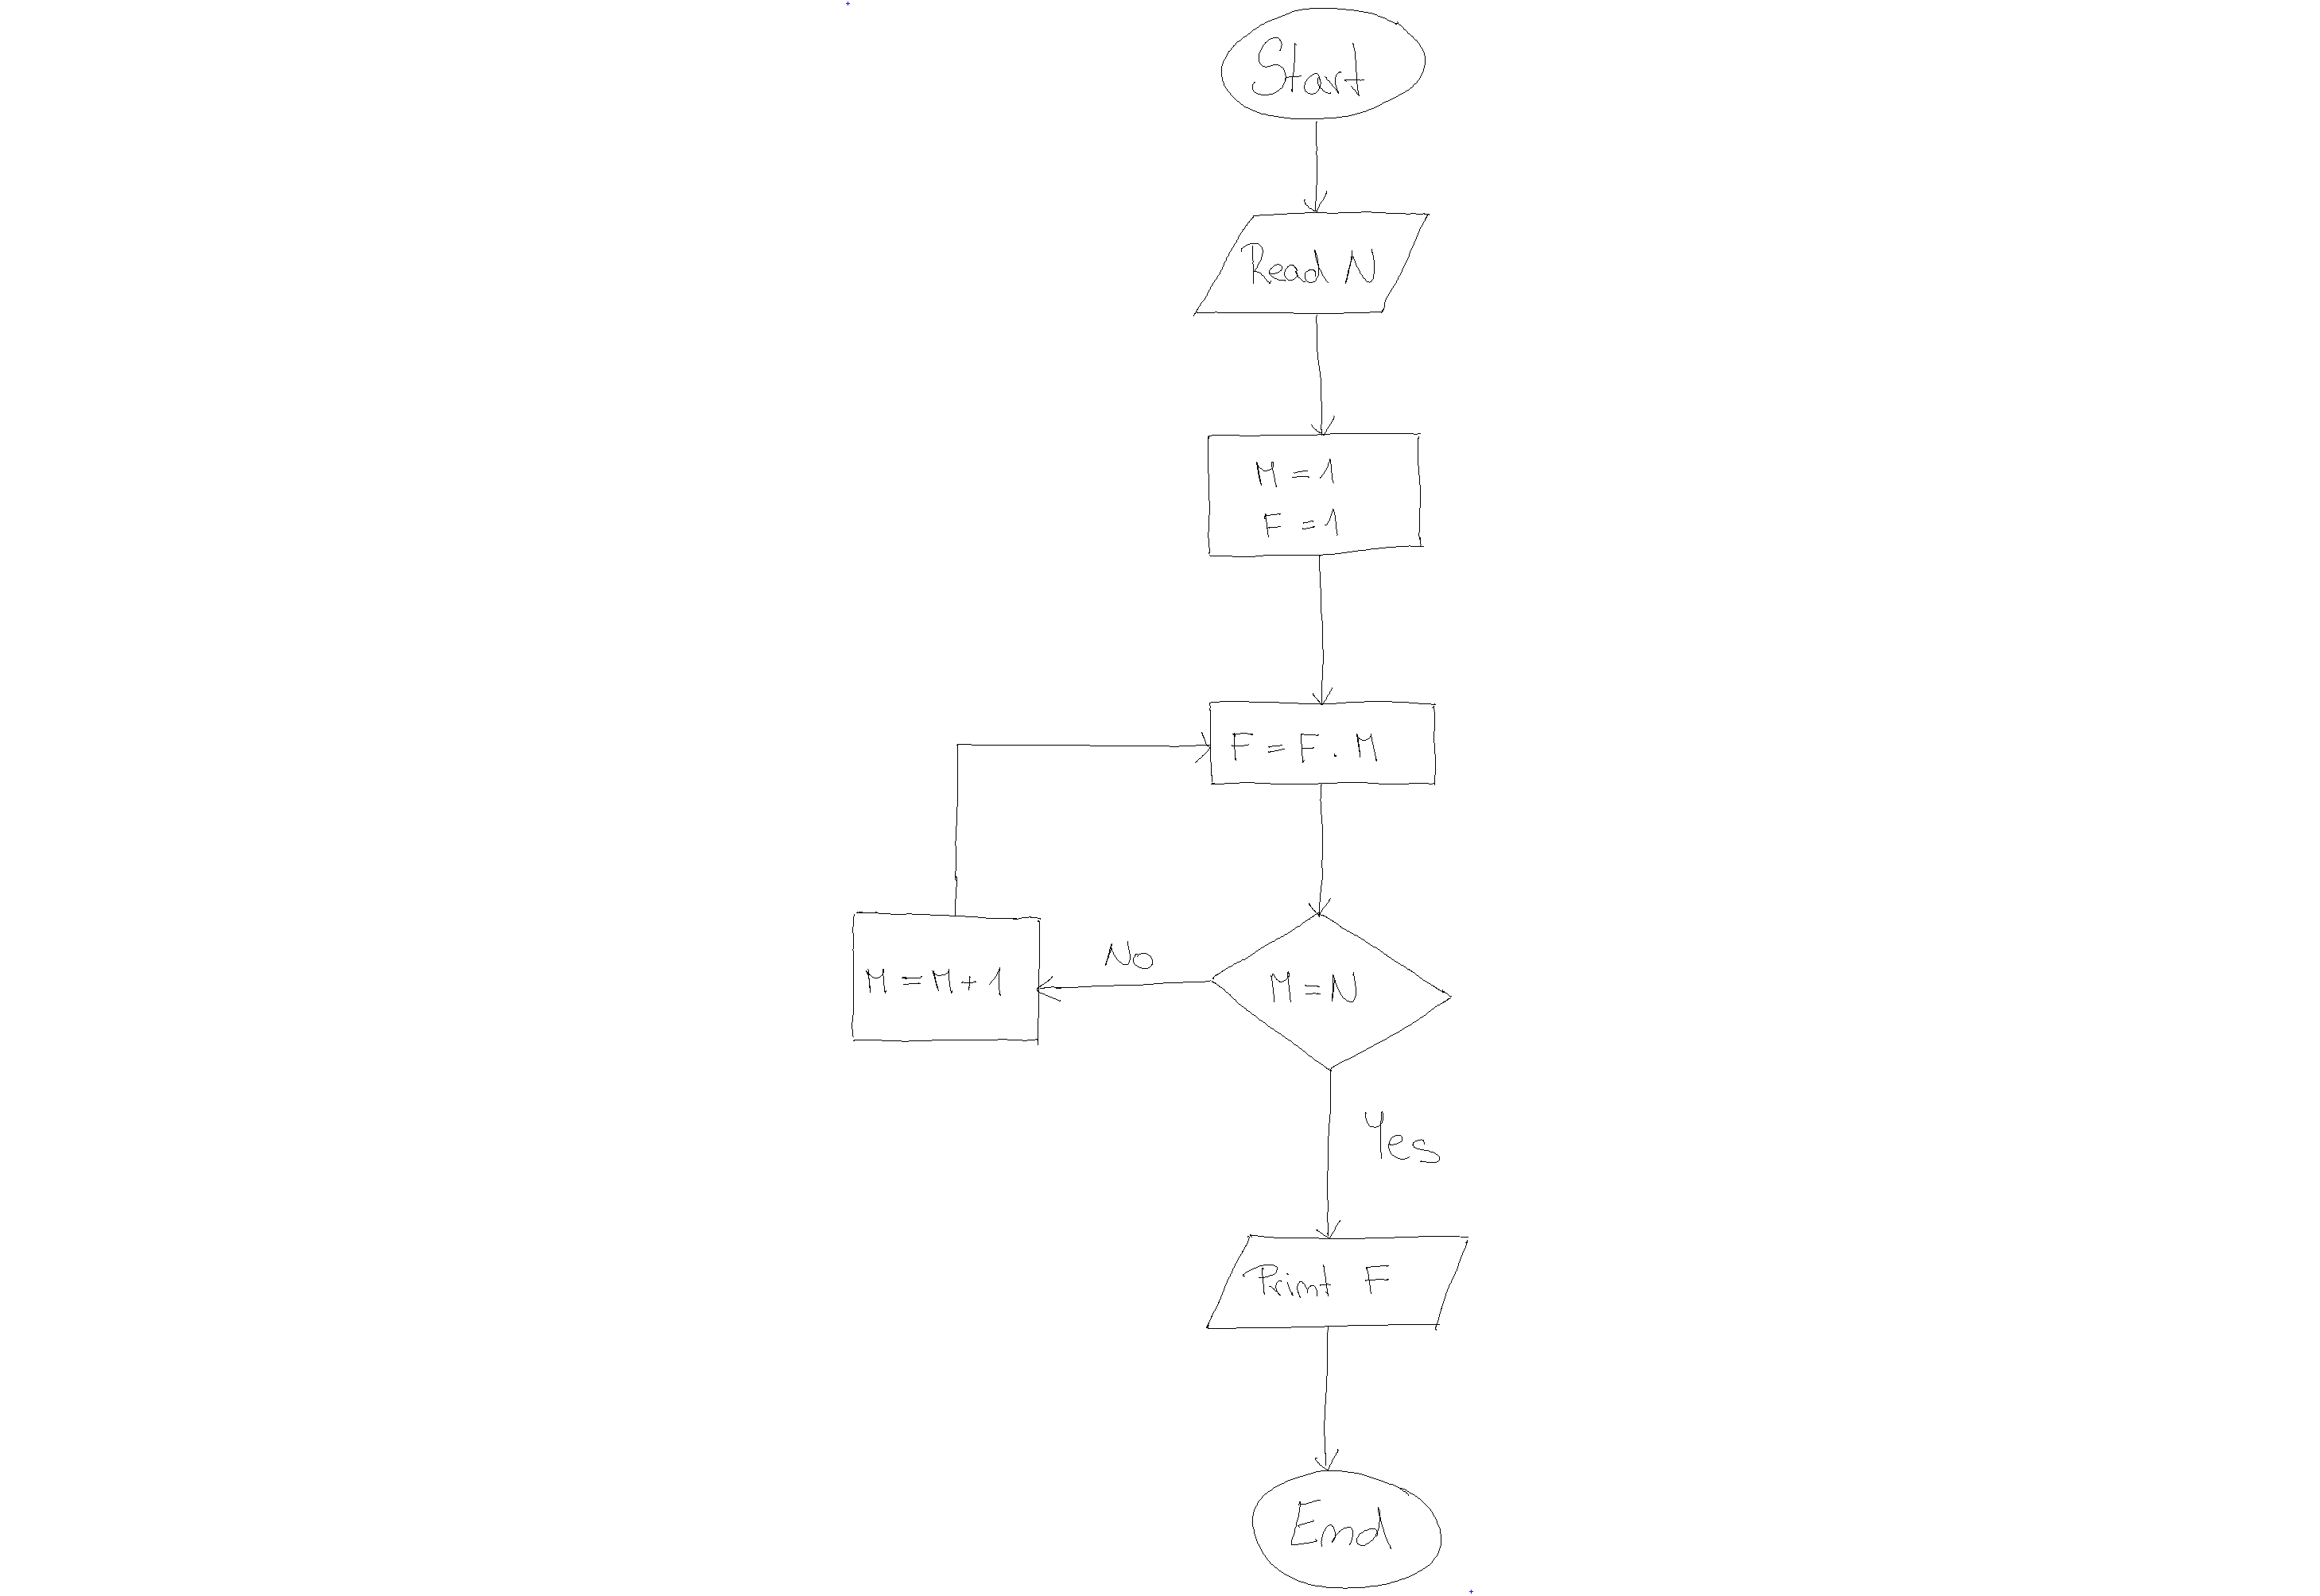 Start
Read N
M = 1
F = 1
F = F . M
M = N
No
M = M + 1
Yes
Print F
End